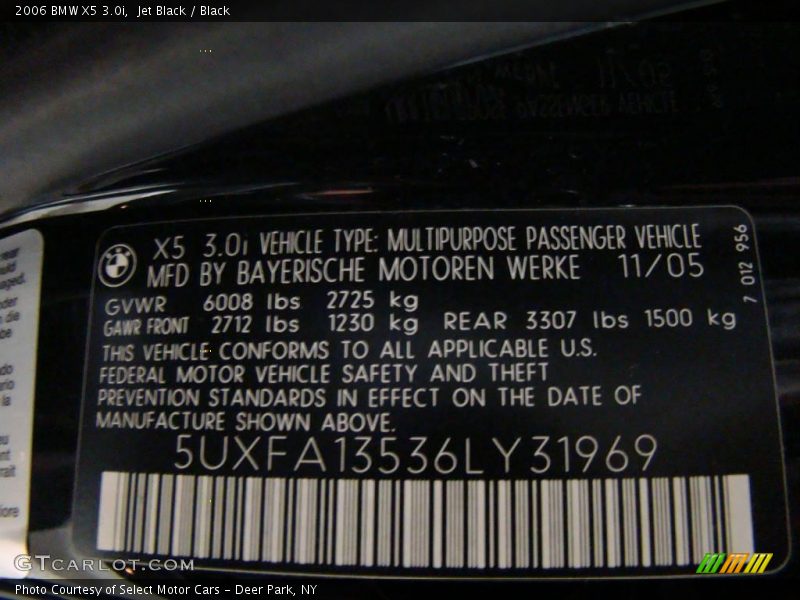 2006 BMW X5 3.0i, Jet Black / Black
X5 3.0i VEHICLE TYPE: MULTIPURPOSE PASSENGER VEHICLE
MFD BY BAYERISCHE MOTOREN WERKE 11/05
7 012 956
GVWR 6008 lbs 2725 kg
GAWR FRONT 2712 lbs 1230 kg REAR 3307 lbs 1500 kg
THIS VEHICLE CONFORMS TO ALL APPLICABLE U.S.
FEDERAL MOTOR VEHICLE SAFETY AND THEFT
PREVENTION STANDARDS IN EFFECT ON THE DATE OF
MANUFACTURE SHOWN ABOVE.
5UXFA13536LY31969
GTCarLot.com
Photo Courtesy of Select Motor Cars - Deer Park, NY